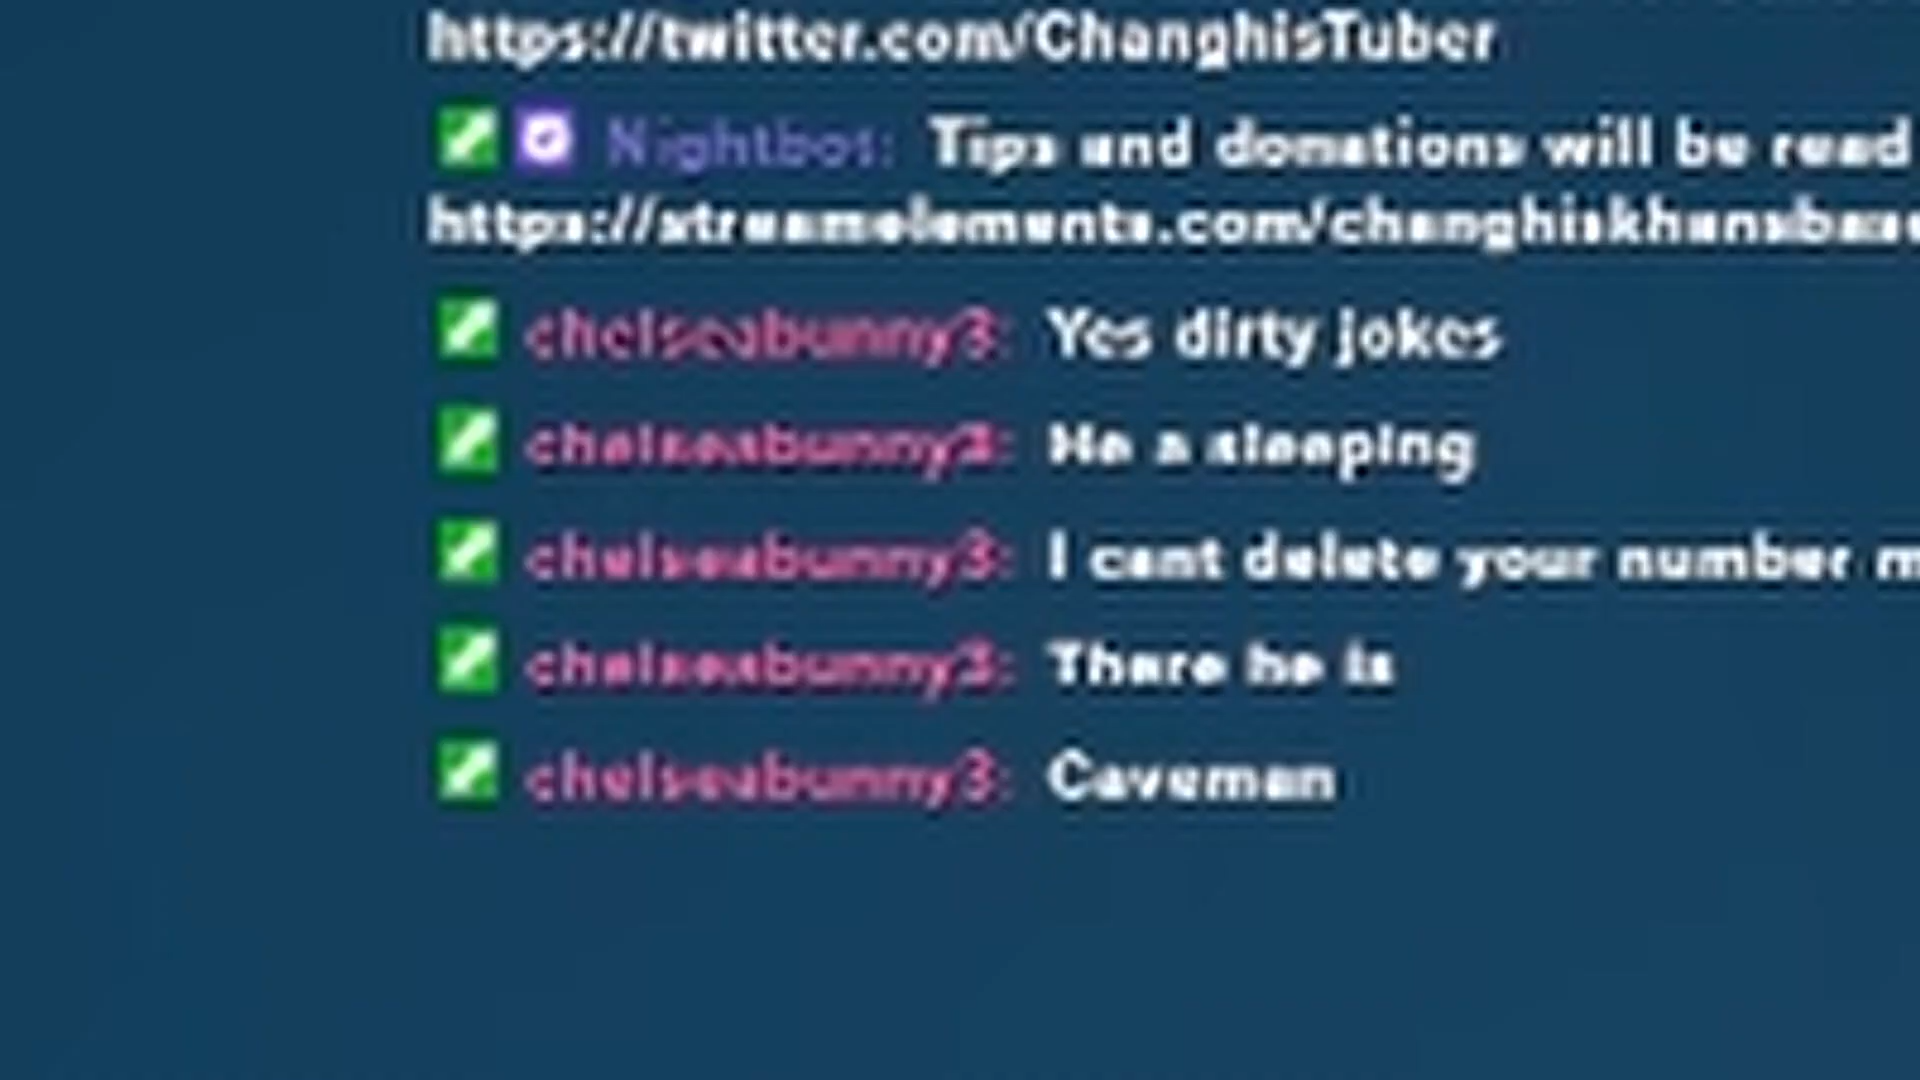 https://twitter.com/ChanghisTuber
Nightbot: Tips and donations will be read
https://streamelements.com/changhiskhansbase
chelseabunny3: Yes dirty jokes
chelseabunny3: He a sleeping
chelseabunny3: I cant delete your number m
chelseabunny3: There he is
chelseabunny3: Caveman